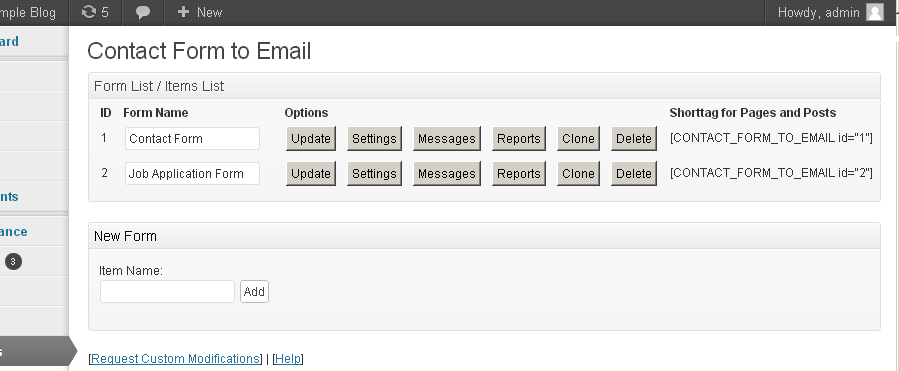 mple Blog 5 + New Howdy, admin
ard
nts
ance
3
s
Contact Form to Email
Form List / Items List
ID Form Name Options Shorttag for Pages and Posts
1 Contact Form Update Settings Messages Reports Clone Delete [CONTACT_FORM_TO_EMAIL id="1"]
2 Job Application Form Update Settings Messages Reports Clone Delete [CONTACT_FORM_TO_EMAIL id="2"]
New Form
Item Name:
Add
[Request Custom Modifications] | [Help]